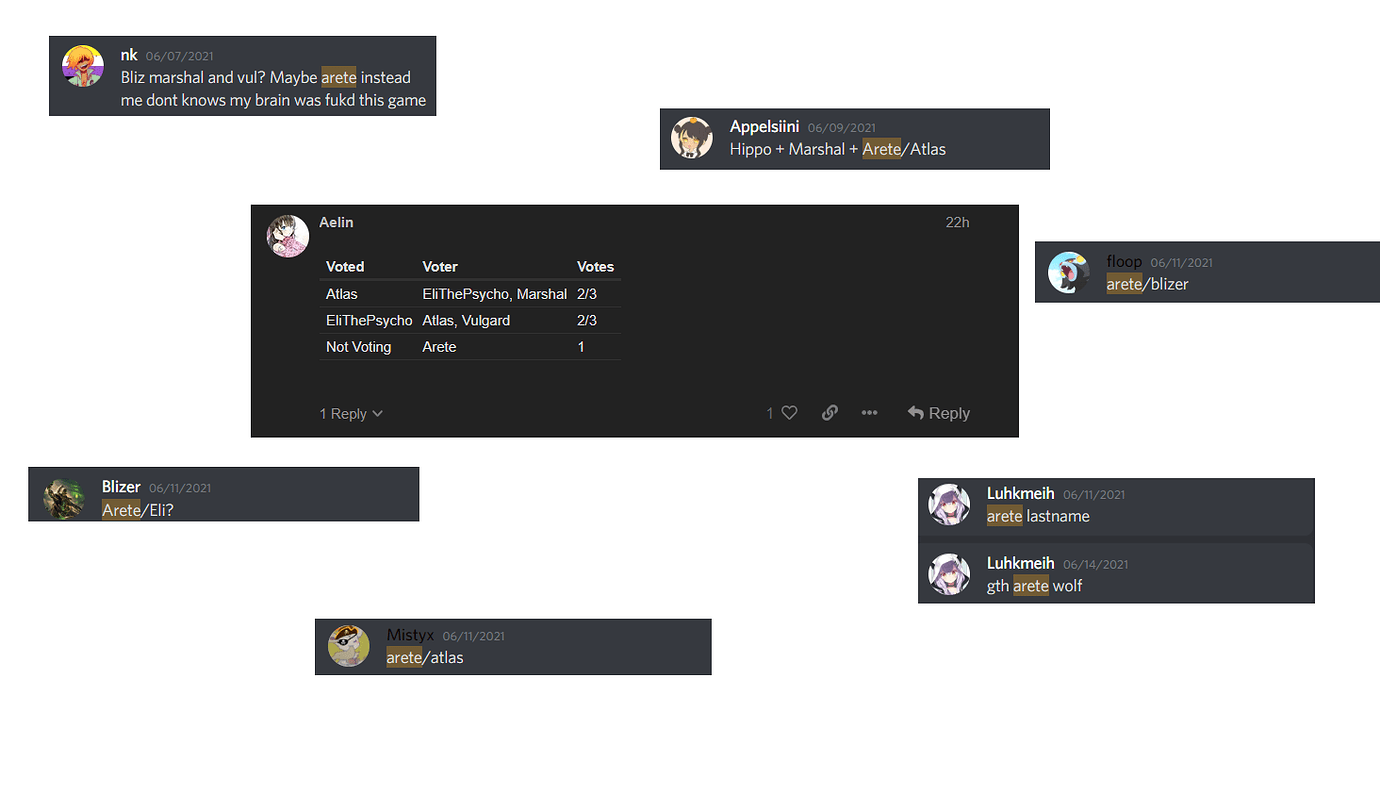 nk 06/07/2021
Bliz marshal and vul? Maybe arete instead
me dont knows my brain was fukd this game
Appelsiini 06/09/2021
Hippo + Marshal + Arete/Atlas
Aelin 22h
Voted Voter Votes
Atlas EliThePsycho, Marshal 2/3
EliThePsycho Atlas, Vulgard 2/3
Not Voting Arete 1
1 Reply 1 Reply
floop 06/11/2021
arete/blizer
Blizer 06/11/2021
Arete/Eli?
Luhkmeih 06/11/2021
arete lastname
Luhkmeih 06/14/2021
gth arete wolf
Mistyx 06/11/2021
arete/atlas